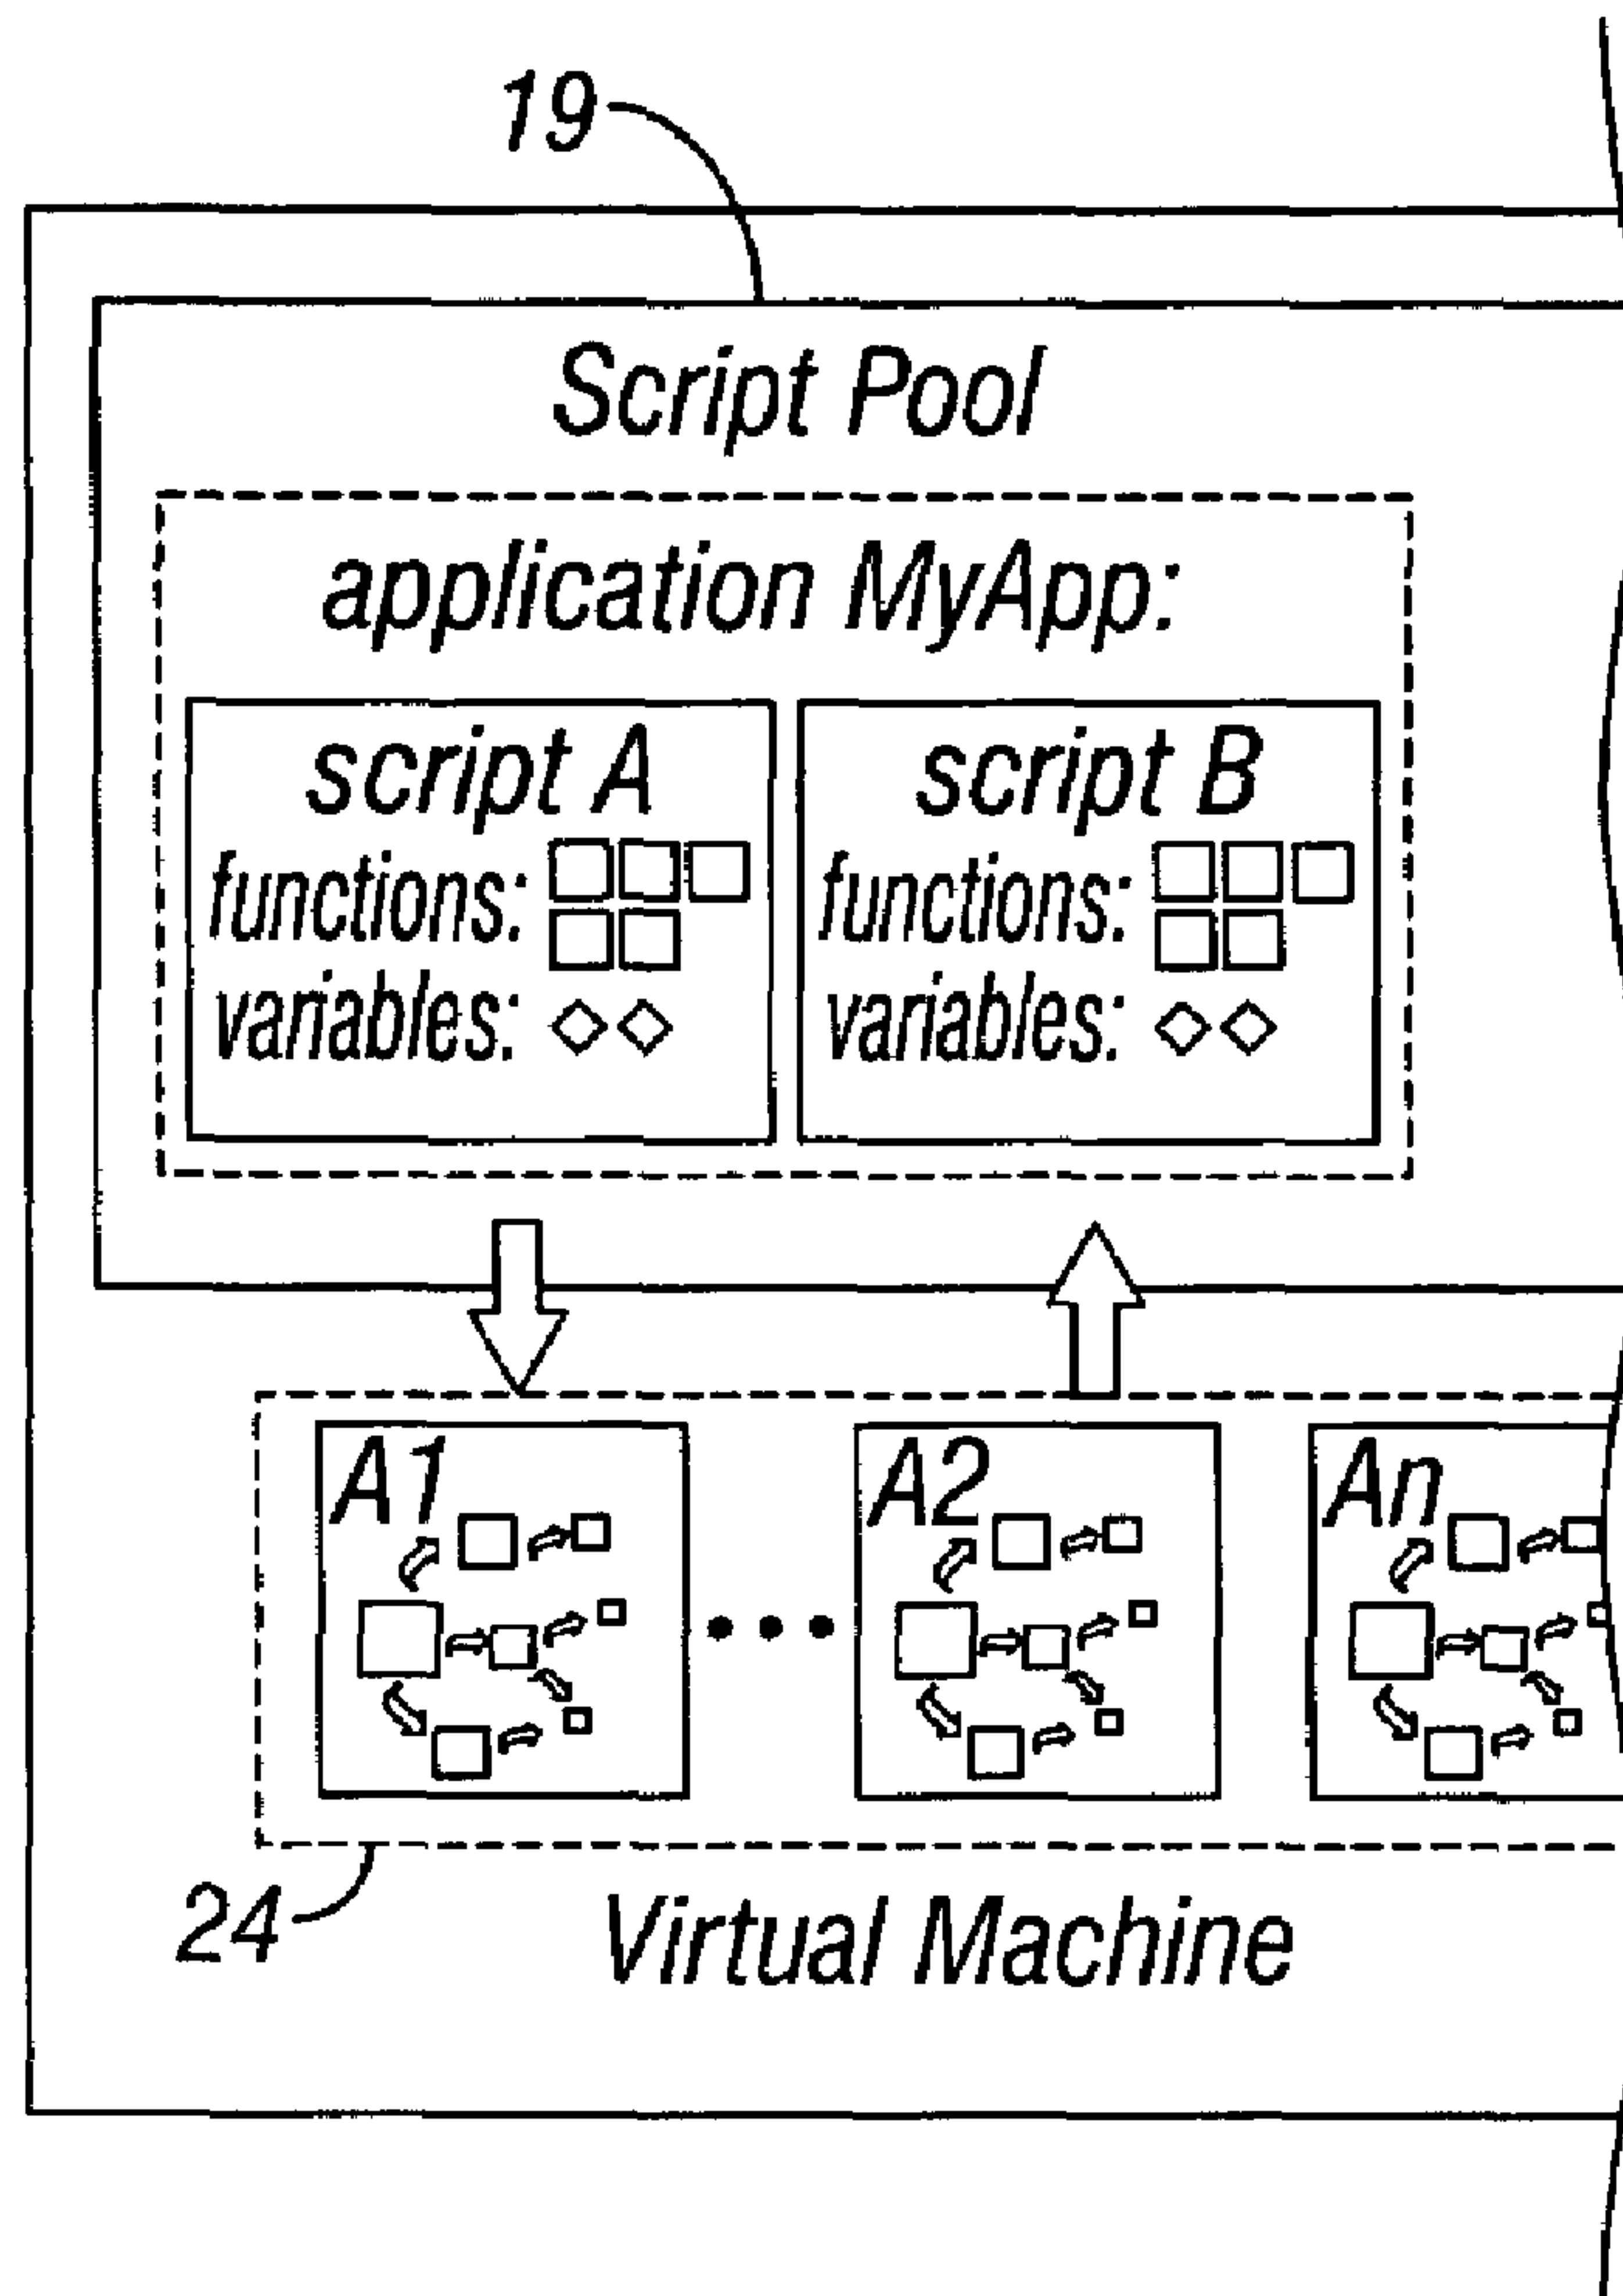 19
Script Pool
application MyApp:
script A
functions:
variables:
script B
functions:
variables:
A1
A2
An
24
Virtual Machine